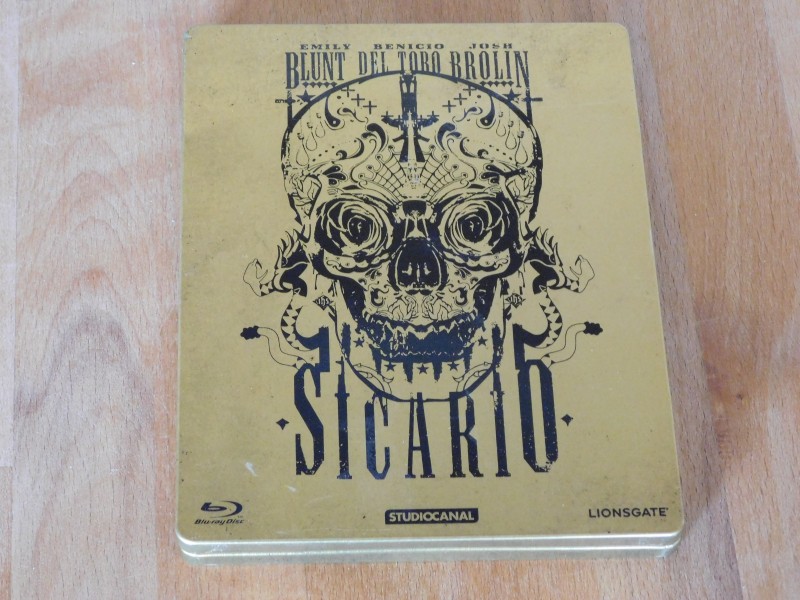 EMILY BENICIO JOSH
BLUNT DEL TORO BROLIN
SICARIO
Blu-ray Disc STUDIOCANAL LIONSGATE